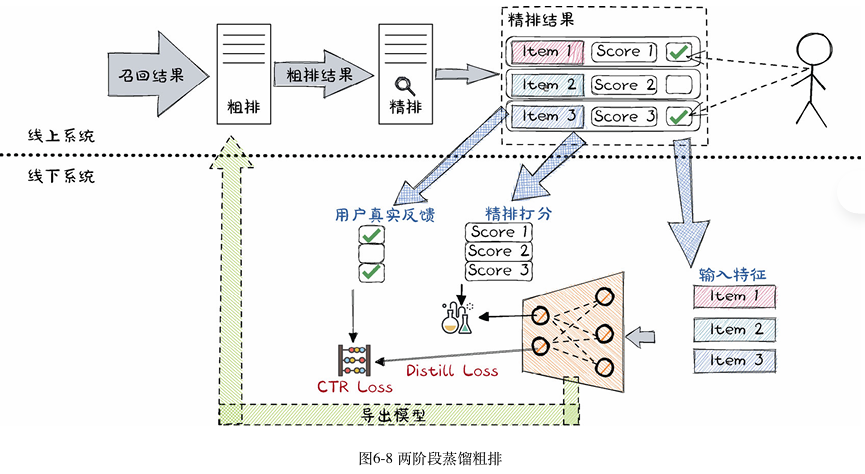 精排结果
Item 1 Score 1
召回结果
粗排结果
Item 2 Score 2
粗排
精排
Item 3 Score 3
线上系统
线下系统
用户真实反馈
精排打分
Score 1
Score 2
Score 3
输入特征
Item 1
Item 2
Item 3
Distill Loss
CTR Loss
导出模型
图6-8 两阶段蒸馏粗排